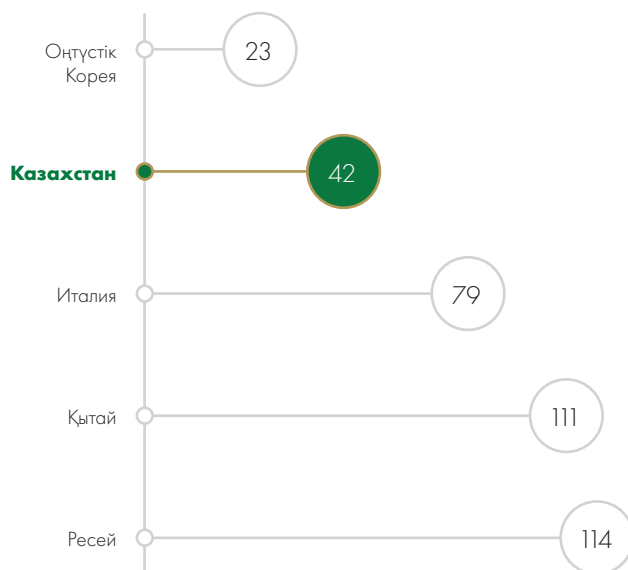 Оңтүстік
Корея
23
Казахстан
42
Италия
79
Қытай
111
Ресей
114